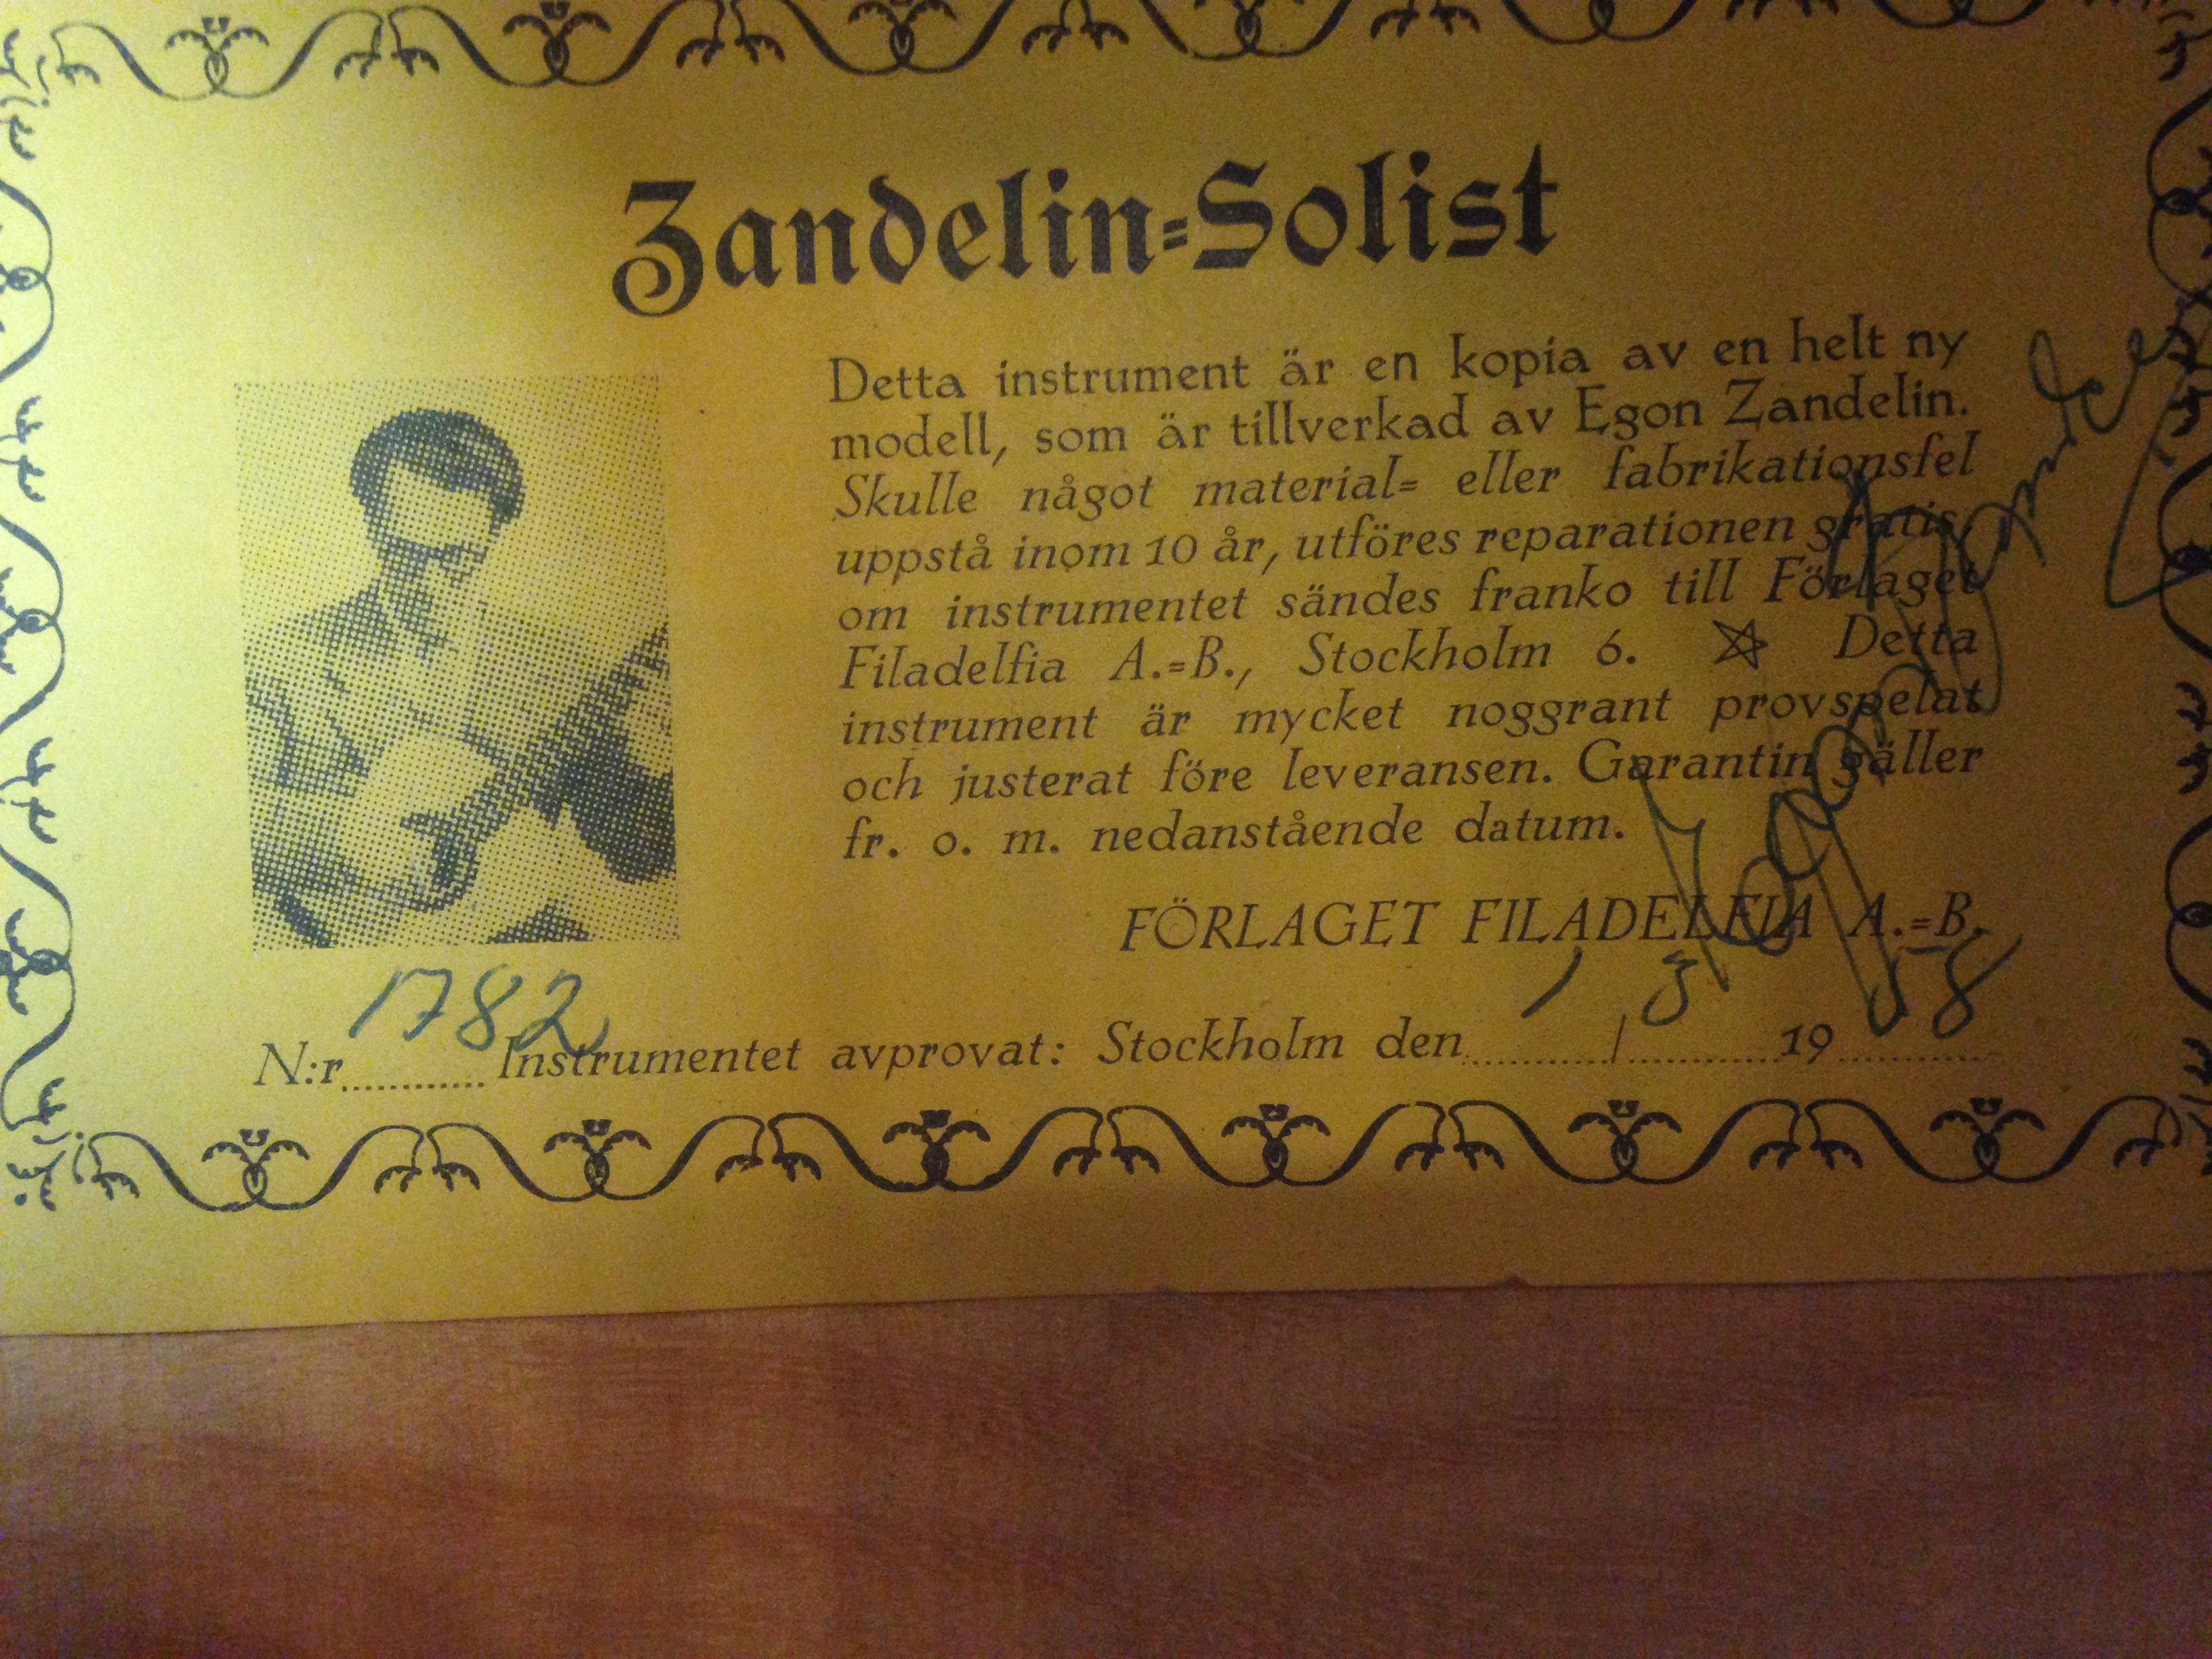 Zandelin=Solist
Detta instrument är en kopia av en helt ny
modell, som är tillverkad av Egon Zandelin.
Skulle något material= eller fabrikationsfel
uppstå inom 10 år, utföres reparationen gratis,
om instrumentet sändes franko till Förlaget
Filadelfia A.=B., Stockholm 6. Detta
instrument är mycket noggrant provspelat
och justerat före leveransen. Garantin gäller
fr. o. m. nedanstående datum.
FÖRLAGET FILADELFIA A.=B.
N:r 1782 Instrumentet avprovat: Stockholm den 1 / 3 19 58